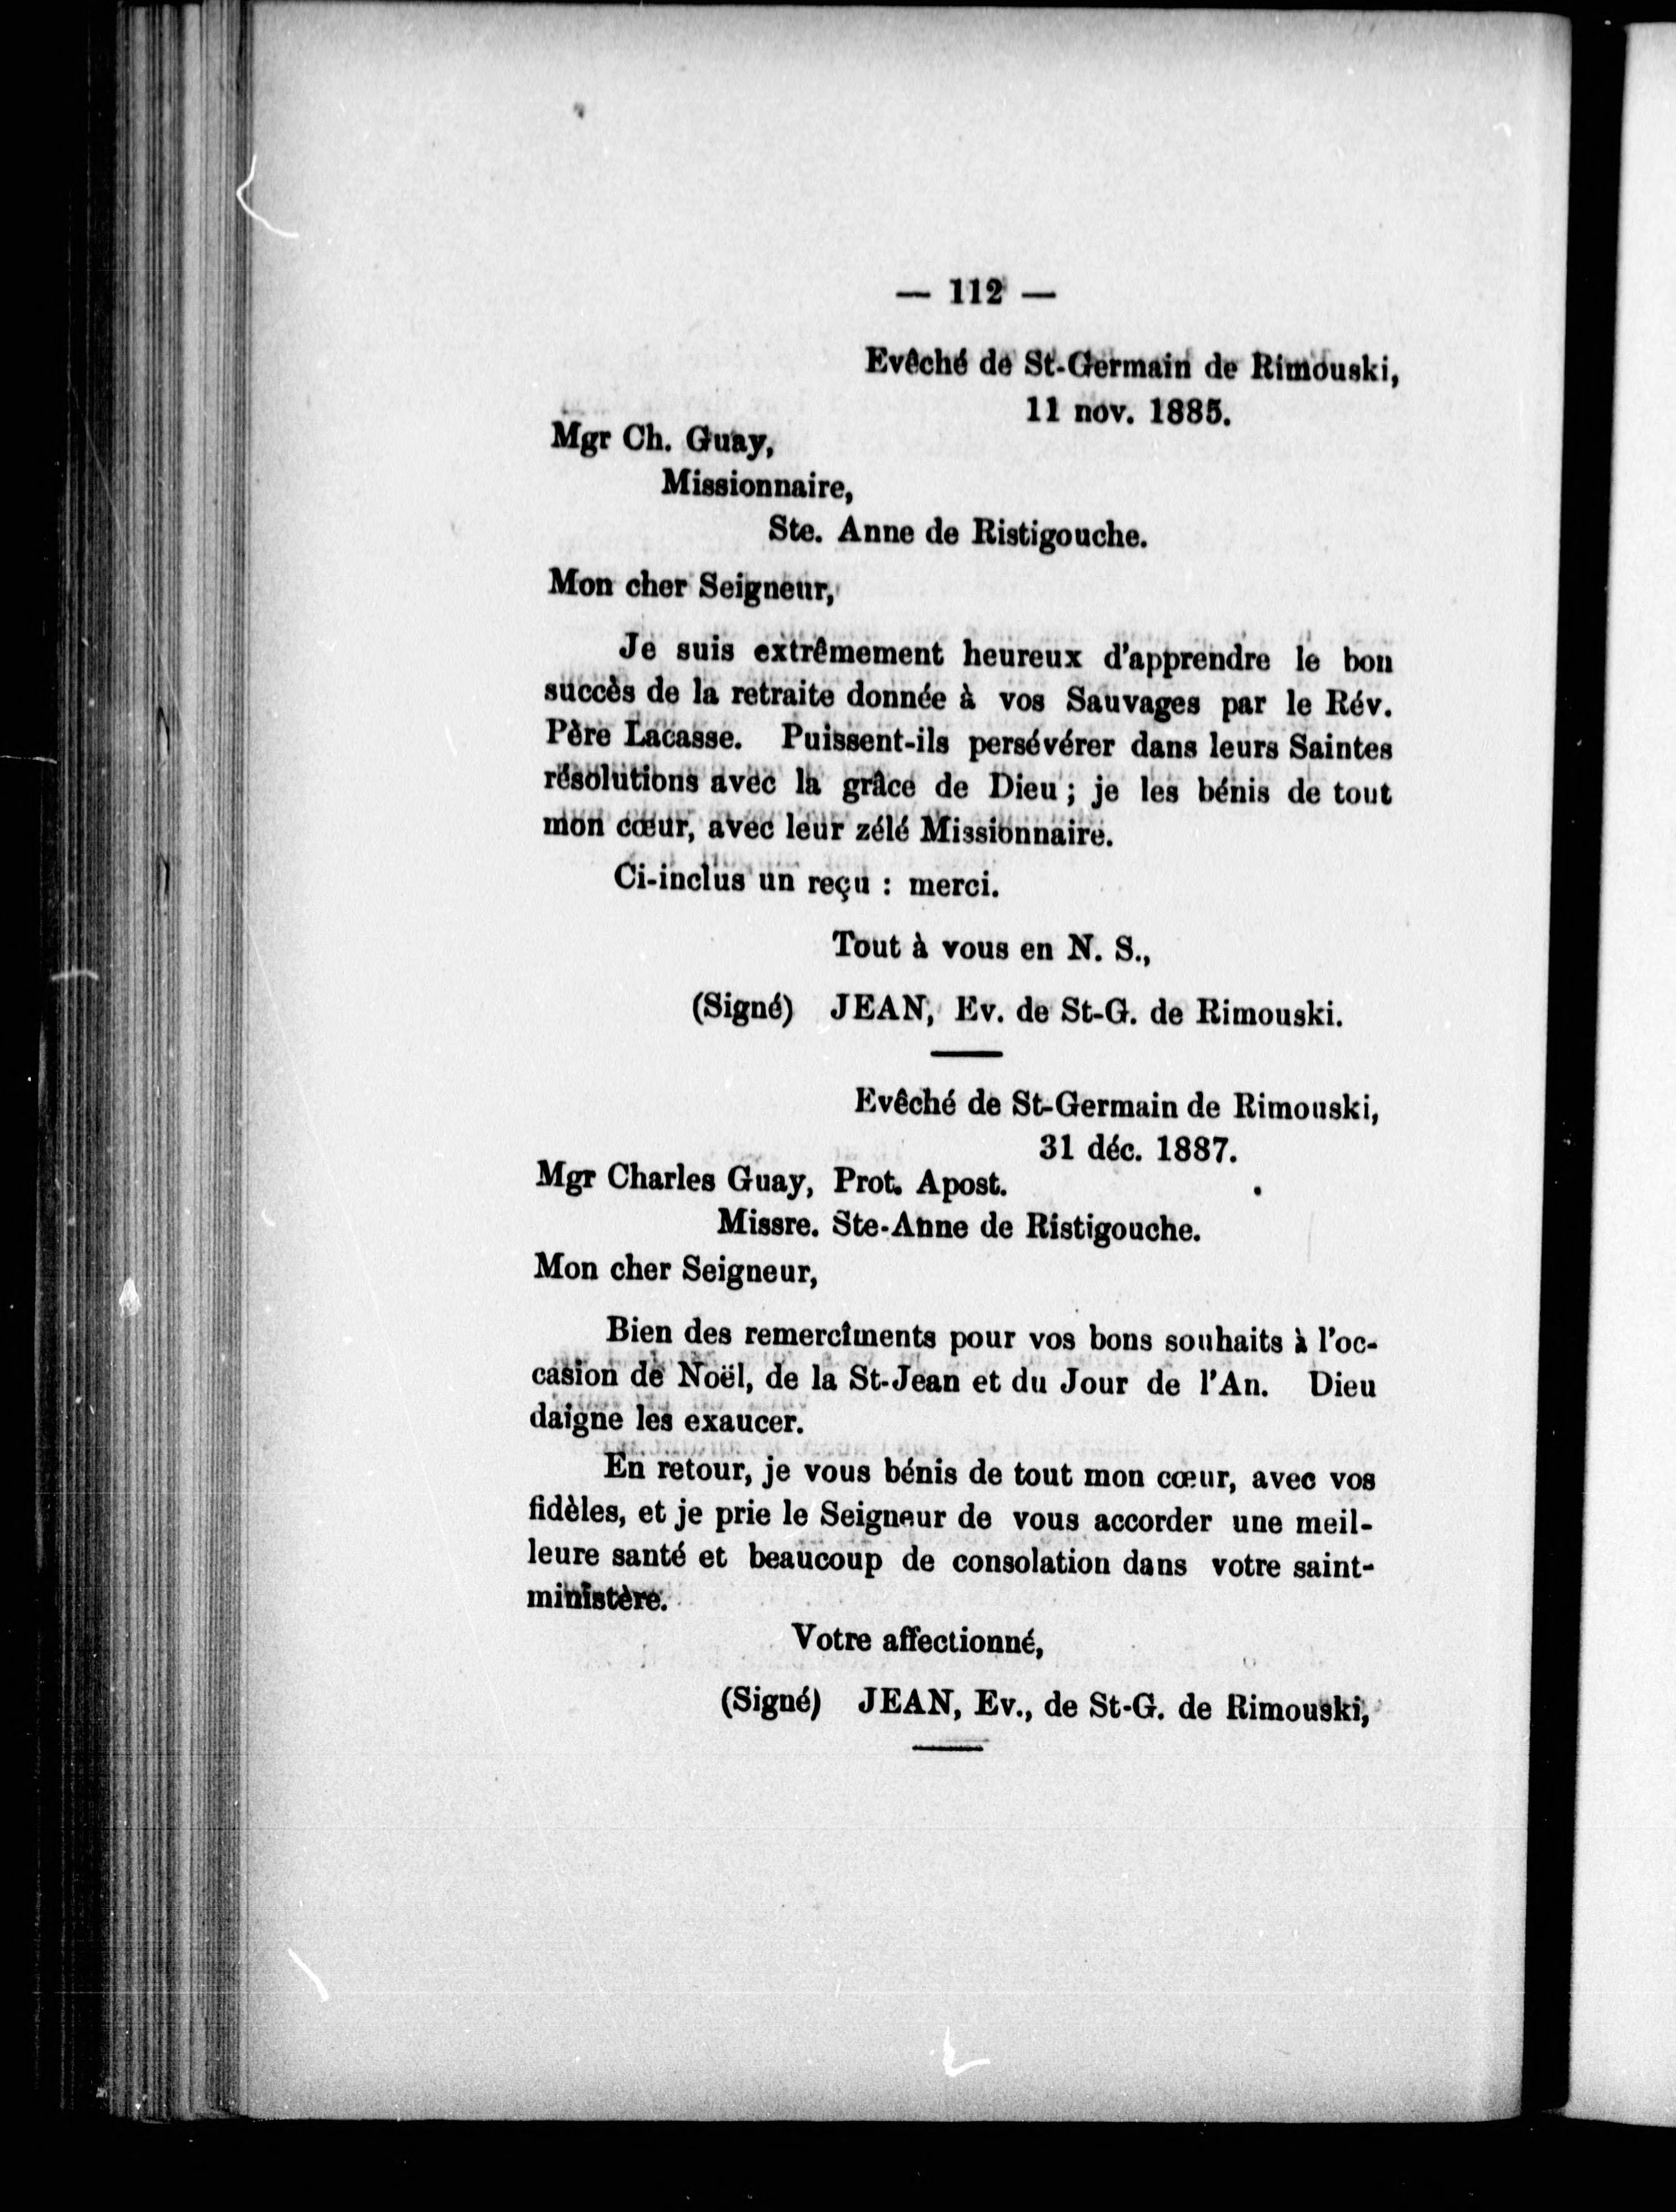 — 112 —
Evêché de St-Germain de Rimouski,
11 nov. 1885.
Mgr Ch. Guay,
Missionnaire,
Ste. Anne de Ristigouche.
Mon cher Seigneur,
Je suis extrêmement heureux d'apprendre le bon
succès de la retraite donnée à vos Sauvages par le Rév.
Père Lacasse. Puissent-ils persévérer dans leurs Saintes
résolutions avec la grâce de Dieu ; je les bénis de tout
mon cœur, avec leur zélé Missionnaire.
Ci-inclus un reçu : merci.
Tout à vous en N. S.,
(Signé) JEAN, Ev. de St-G. de Rimouski.
Evêché de St-Germain de Rimouski,
31 déc. 1887.
Mgr Charles Guay, Prot. Apost.
Missre. Ste-Anne de Ristigouche.
Mon cher Seigneur,
Bien des remercîments pour vos bons souhaits à l'oc-
casion de Noël, de la St-Jean et du Jour de l'An. Dieu
daigne les exaucer.
En retour, je vous bénis de tout mon cœur, avec vos
fidèles, et je prie le Seigneur de vous accorder une meil-
leure santé et beaucoup de consolation dans votre saint-
ministère.
Votre affectionné,
(Signé) JEAN, Ev., de St-G. de Rimouski,